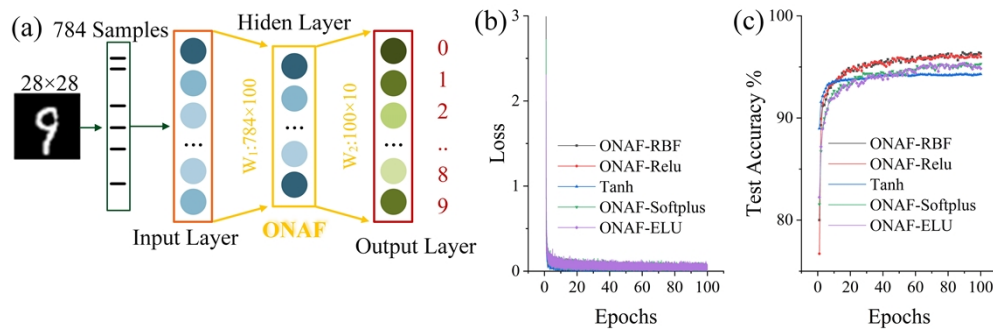 (a)
784 Samples
28×28
Hiden Layer
W₁:784×100
W₂:100×10
...
...
...
0
1
2
..
8
9
Input Layer
ONAF
Output Layer
(b)
3
2
1
0
Loss
ONAF-RBF
ONAF-Relu
Tanh
ONAF-Softplus
ONAF-ELU
0 20 40 60 80 100
Epochs
(c)
100
95
90
85
80
Test Accuracy %
ONAF-RBF
ONAF-Relu
Tanh
ONAF-Softplus
ONAF-ELU
0 20 40 60 80 100
Epochs